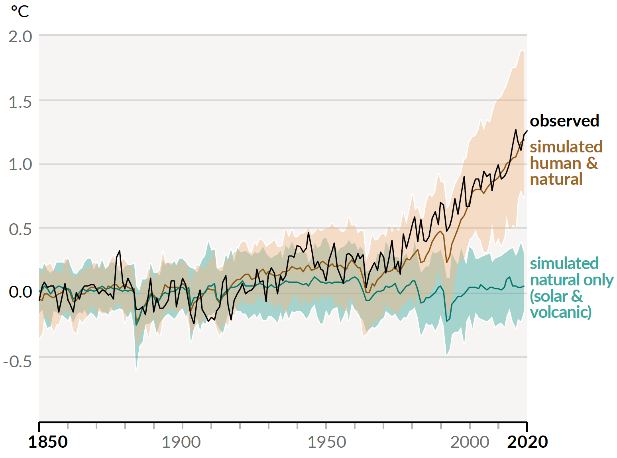 °C
2.0
1.5
observed
simulated
human &
natural
1.0
0.5
simulated
natural only
(solar &
volcanic)
0.0
-0.5
1850 1900 1950 2000 2020